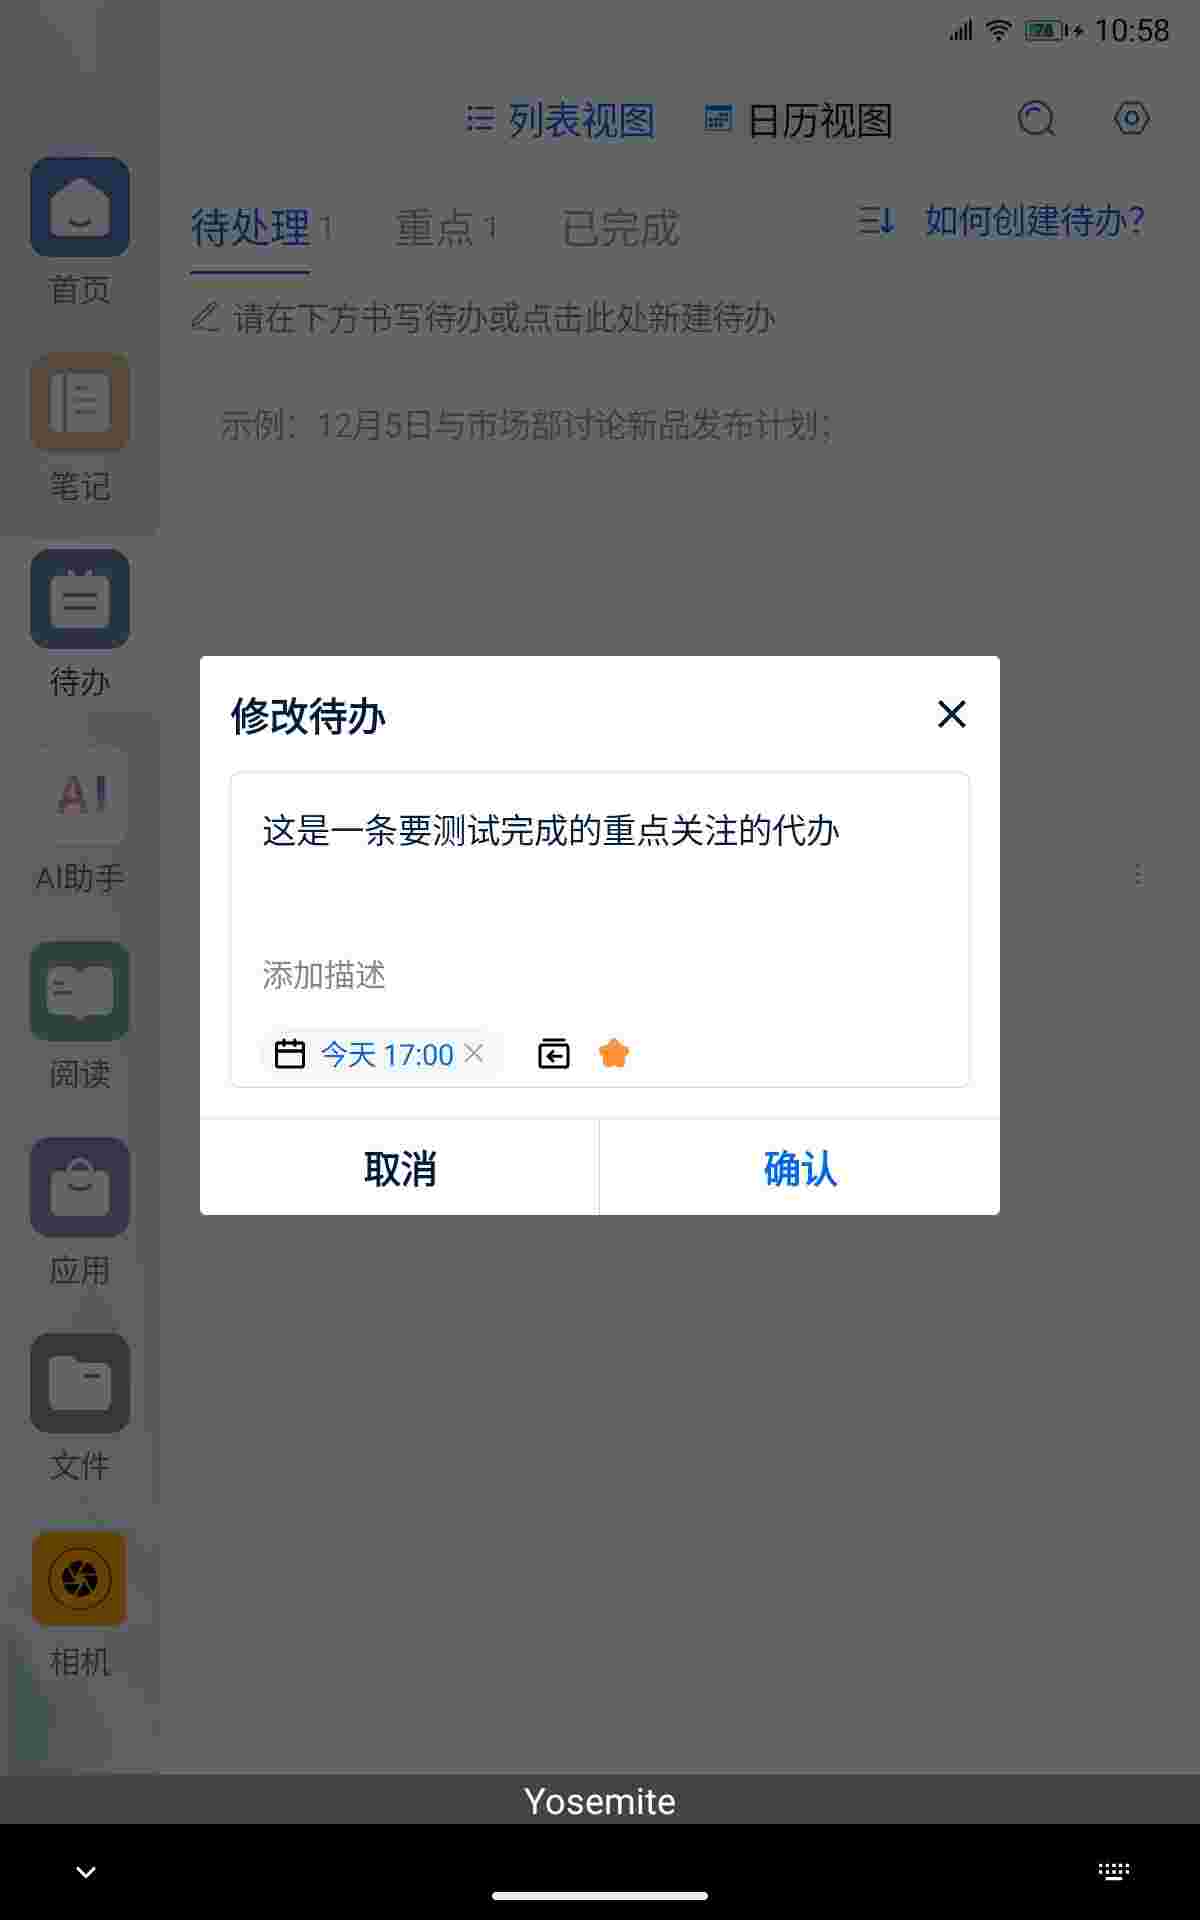 74 10:58
列表视图 日历视图
待处理 1 重点 1 已完成 如何创建待办?
请在下方书写待办或点击此处新建待办
示例：12月5日与市场部讨论新品发布计划；
首页
笔记
待办
AI
AI助手
阅读
应用
文件
相机
修改待办
这是一条要测试完成的重点关注的代办
添加描述
今天 17:00
取消 确认
Yosemite